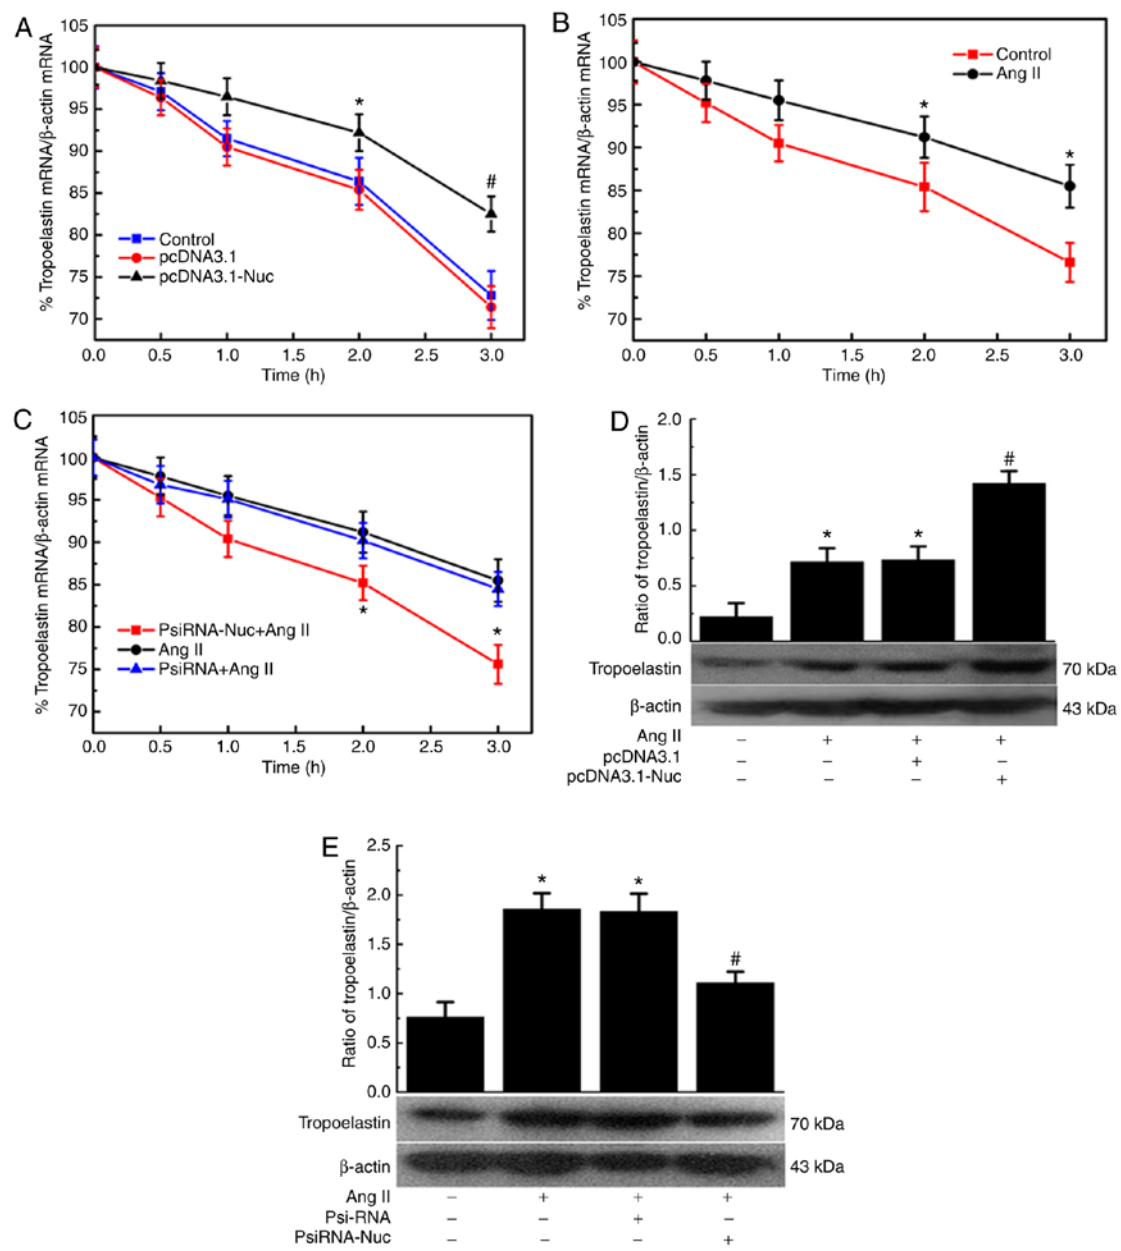 A
% Tropoelastin mRNA/β-actin mRNA
105
100
95
90
85
80
75
70
*
#
Control
pcDNA3.1
pcDNA3.1-Nuc
0.0 0.5 1.0 1.5 2.0 2.5 3.0
Time (h)
B
% Tropoelastin mRNA/β-actin mRNA
105
100
95
90
85
80
75
70
Control
Ang II
*
*
0.0 0.5 1.0 1.5 2.0 2.5 3.0
Time (h)
C
% Tropoelastin mRNA/β-actin mRNA
105
100
95
90
85
80
75
70
*
*
PsiRNA-Nuc+Ang II
Ang II
PsiRNA+Ang II
0.0 0.5 1.0 1.5 2.0 2.5 3.0
Time (h)
D
Ratio of tropoelastin/β-actin
2.0
1.5
1.0
0.5
0.0
* * #
Tropoelastin 70 kDa
β-actin 43 kDa
Ang II – + + +
pcDNA3.1 – – + –
pcDNA3.1-Nuc – – – +
E
Ratio of tropoelastin/β-actin
2.5
2.0
1.5
1.0
0.5
0.0
* * #
Tropoelastin 70 kDa
β-actin 43 kDa
Ang II – + + +
Psi-RNA – – + –
PsiRNA-Nuc – – – +